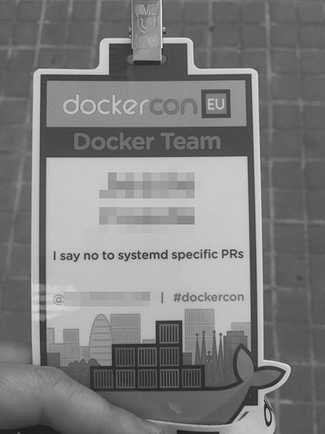 dockercon EU
Docker Team
I say no to systemd specific PRs
@ | #dockercon